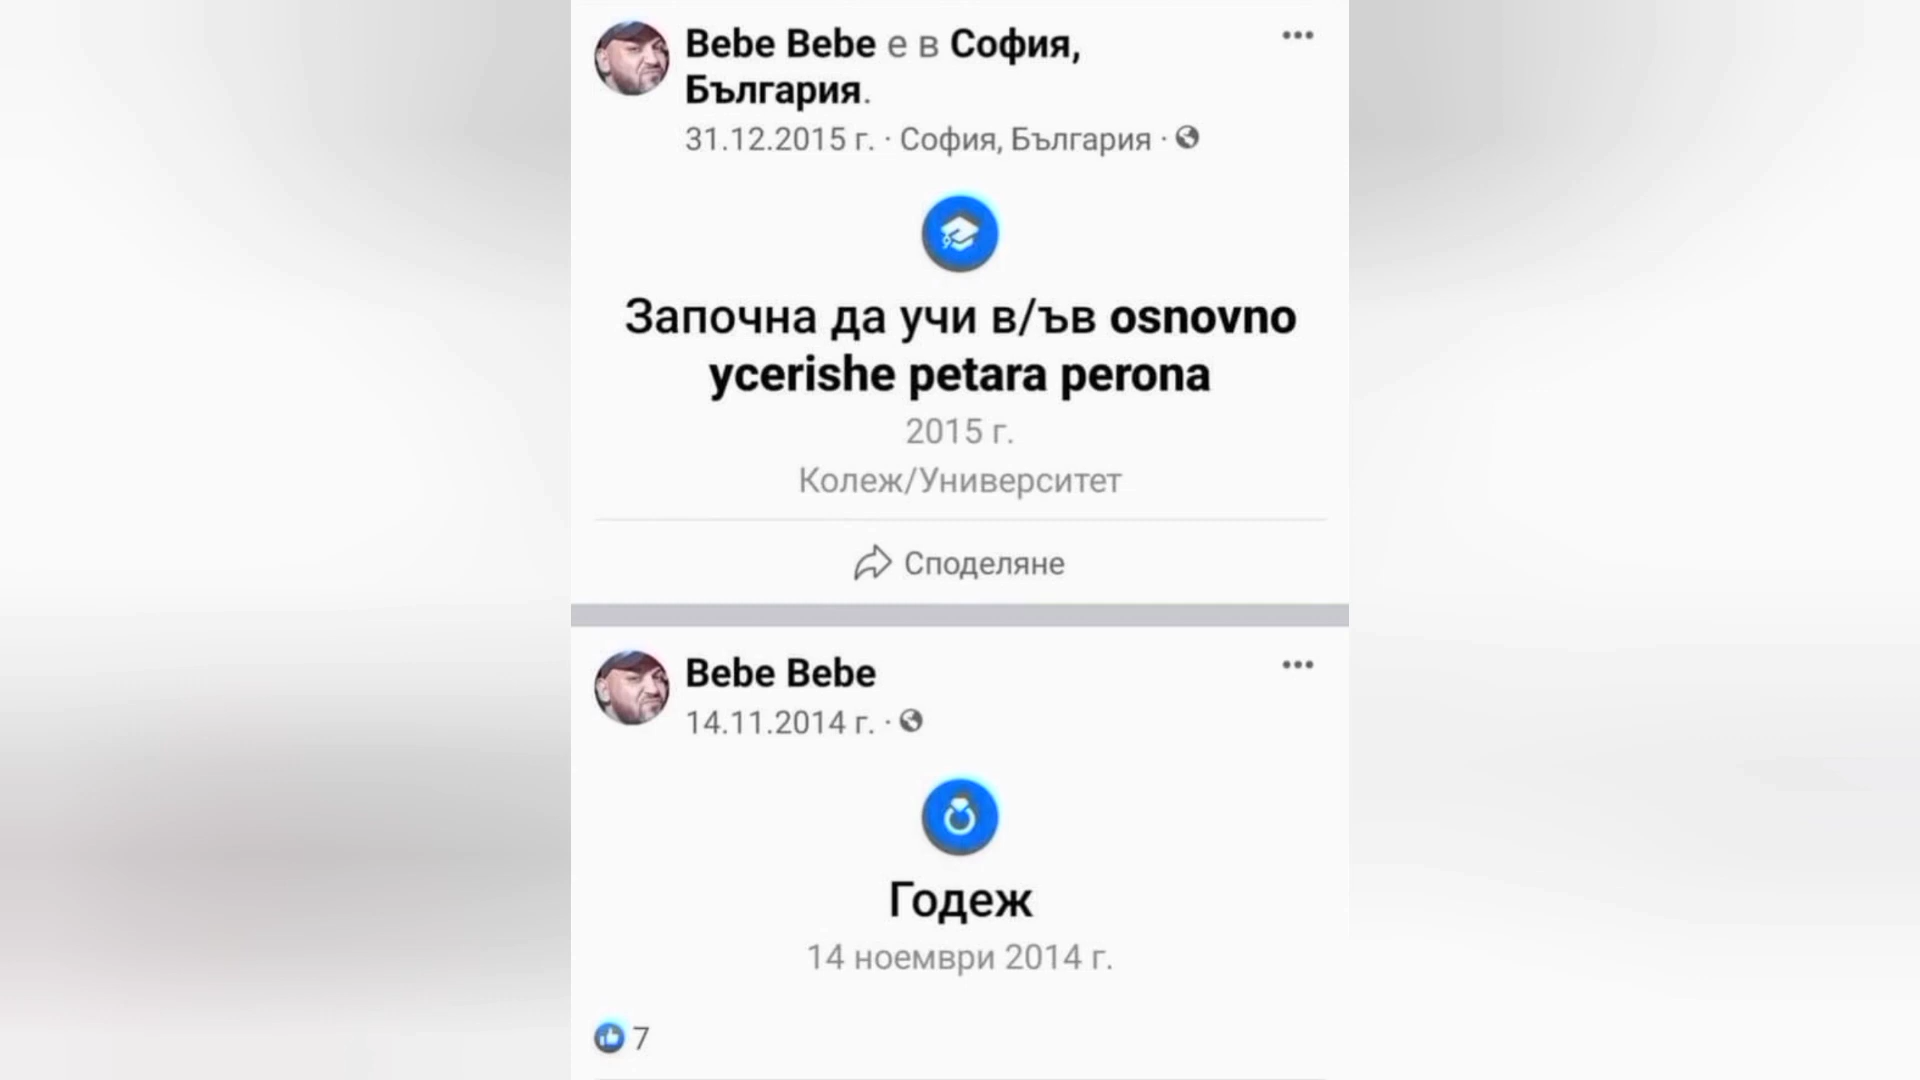 Bebe Bebe е в София,
България.
31.12.2015 г. · София, България ·
Започна да учи в/ъв osnovno
ycerishe petara perona
2015 г.
Колеж/Университет
Споделяне
Bebe Bebe
14.11.2014 г. ·
Годеж
14 ноември 2014 г.
7